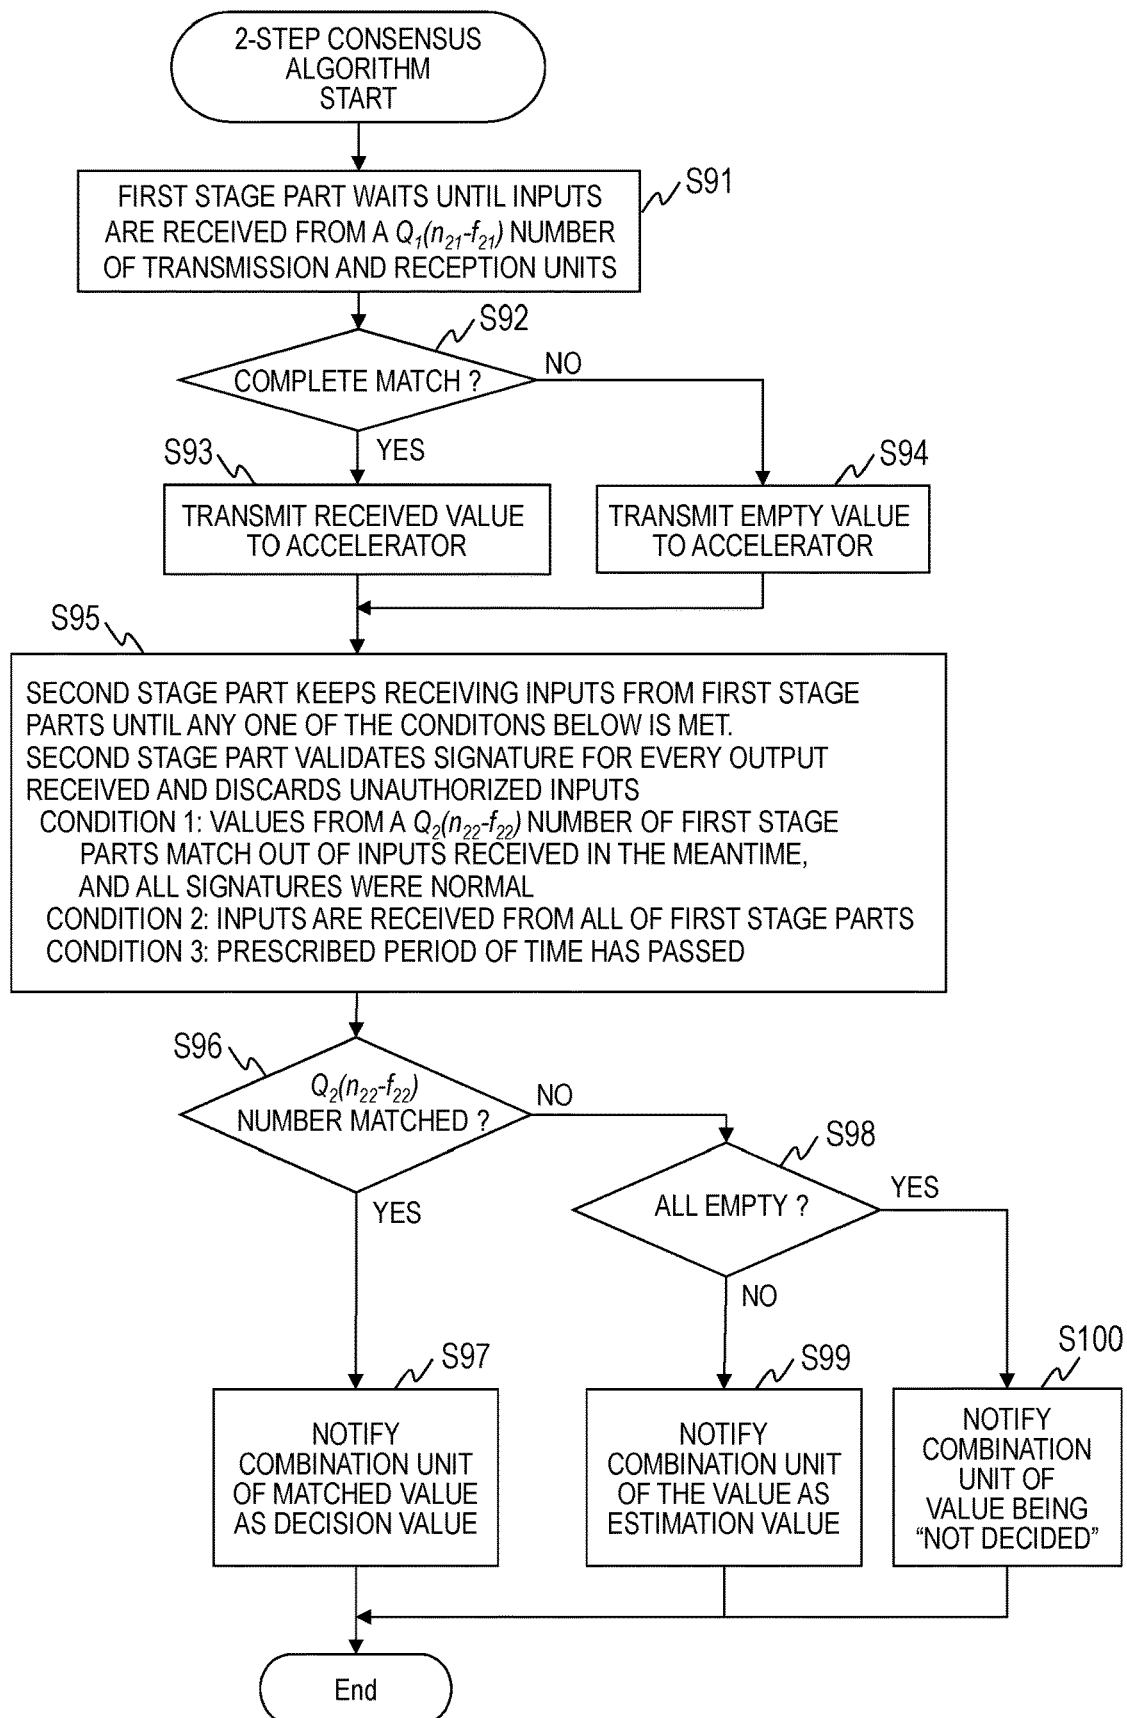 2-STEP CONSENSUS
ALGORITHM
START
S91
FIRST STAGE PART WAITS UNTIL INPUTS
ARE RECEIVED FROM A Q1(n21-f21) NUMBER
OF TRANSMISSION AND RECEPTION UNITS
S92
COMPLETE MATCH ?
NO
YES
S93
TRANSMIT RECEIVED VALUE
TO ACCELERATOR
S94
TRANSMIT EMPTY VALUE
TO ACCELERATOR
S95
SECOND STAGE PART KEEPS RECEIVING INPUTS FROM FIRST STAGE
PARTS UNTIL ANY ONE OF THE CONDITONS BELOW IS MET.
SECOND STAGE PART VALIDATES SIGNATURE FOR EVERY OUTPUT
RECEIVED AND DISCARDS UNAUTHORIZED INPUTS
CONDITION 1: VALUES FROM A Q2(n22-f22) NUMBER OF FIRST STAGE
PARTS MATCH OUT OF INPUTS RECEIVED IN THE MEANTIME,
AND ALL SIGNATURES WERE NORMAL
CONDITION 2: INPUTS ARE RECEIVED FROM ALL OF FIRST STAGE PARTS
CONDITION 3: PRESCRIBED PERIOD OF TIME HAS PASSED
S96
Q2(n22-f22)
NUMBER MATCHED ?
NO
YES
S98
ALL EMPTY ?
YES
NO
S97
NOTIFY
COMBINATION UNIT
OF MATCHED VALUE
AS DECISION VALUE
S99
NOTIFY
COMBINATION UNIT
OF THE VALUE AS
ESTIMATION VALUE
S100
NOTIFY
COMBINATION
UNIT OF
VALUE BEING
“NOT DECIDED”
End